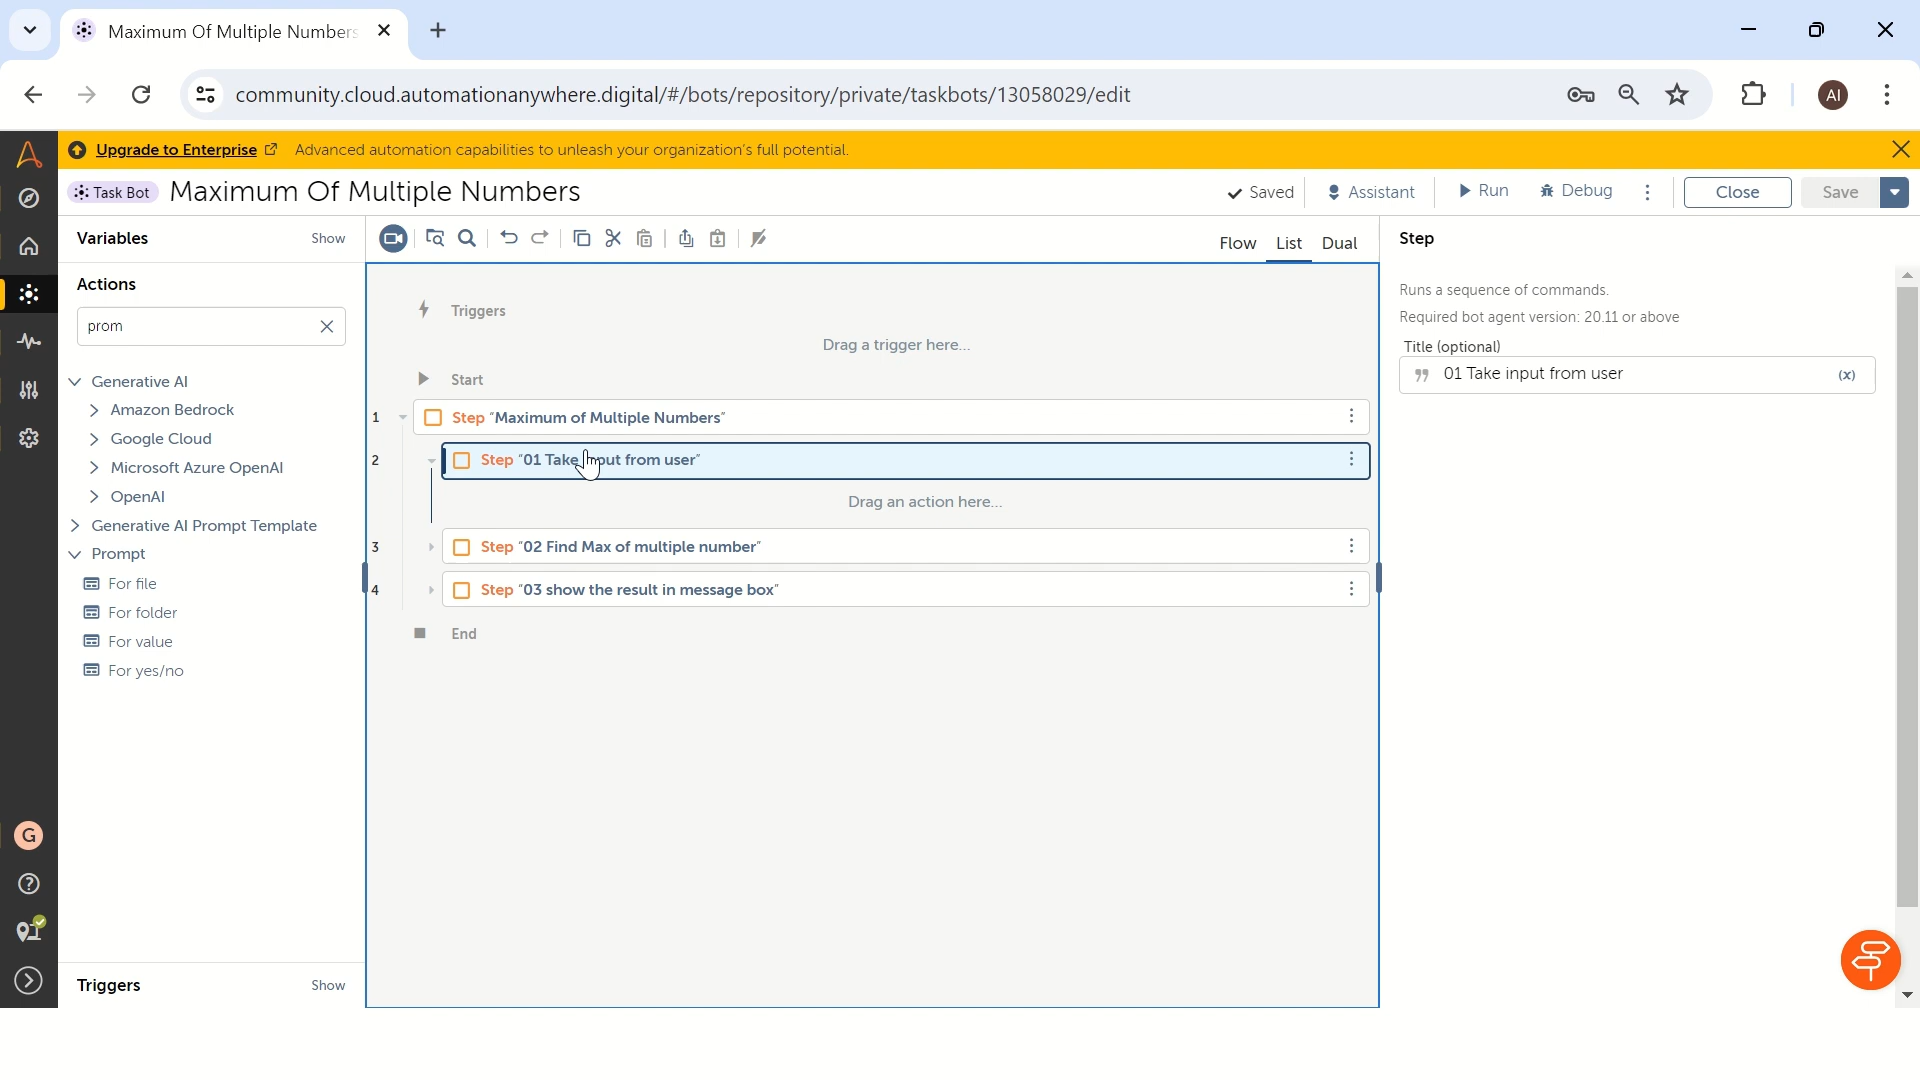 Maximum Of Multiple Numbers
community.cloud.automationanywhere.digital/#/bots/repository/private/taskbots/13058029/edit
AI
Upgrade to Enterprise Advanced automation capabilities to unleash your organization's full potential.
Task Bot Maximum Of Multiple Numbers
Saved Assistant Run Debug Close Save
Variables Show
Flow List Dual
Step
Actions
prom
Generative AI
Amazon Bedrock
Google Cloud
Microsoft Azure OpenAI
OpenAI
Generative AI Prompt Template
Prompt
For file
For folder
For value
For yes/no
Triggers Show
Triggers
Drag a trigger here...
Start
1 Step "Maximum of Multiple Numbers"
2 Step "01 Take input from user"
Drag an action here...
3 Step "02 Find Max of multiple number"
4 Step "03 show the result in message box"
End
Runs a sequence of commands.
Required bot agent version: 20.11 or above
Title (optional)
01 Take input from user (x)
G